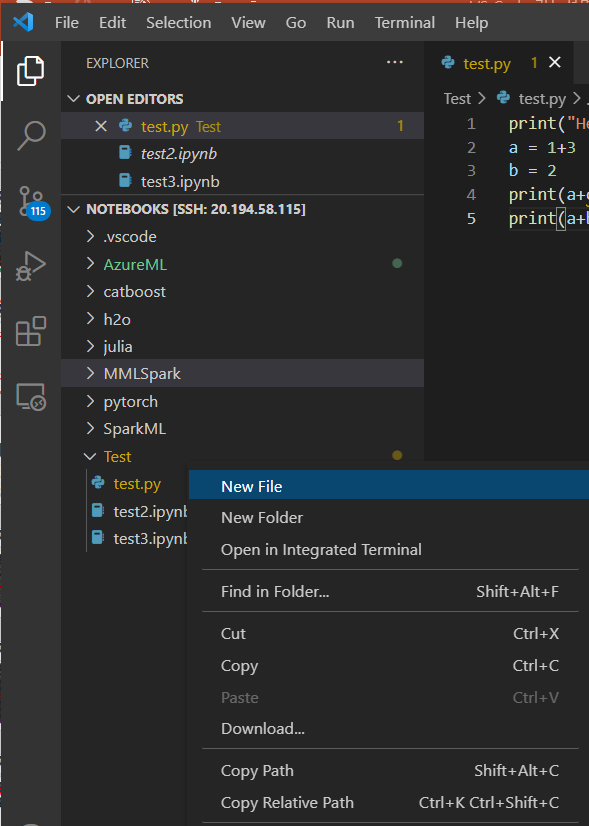 File Edit Selection View Go Run Terminal Help
EXPLORER ...
test.py 1
OPEN EDITORS
test.py Test 1
test2.ipynb
test3.ipynb
Test > test.py >
1 print("He
2 a = 1+3
3 b = 2
4 print(a+
5 print(a+b
115
NOTEBOOKS [SSH: 20.194.58.115]
.vscode
AzureML
catboost
h2o
julia
MMLSpark
pytorch
SparkML
Test
test.py
test2.ipynb
test3.ipynb
New File
New Folder
Open in Integrated Terminal
Find in Folder... Shift+Alt+F
Cut Ctrl+X
Copy Ctrl+C
Paste Ctrl+V
Download...
Copy Path Shift+Alt+C
Copy Relative Path Ctrl+K Ctrl+Shift+C